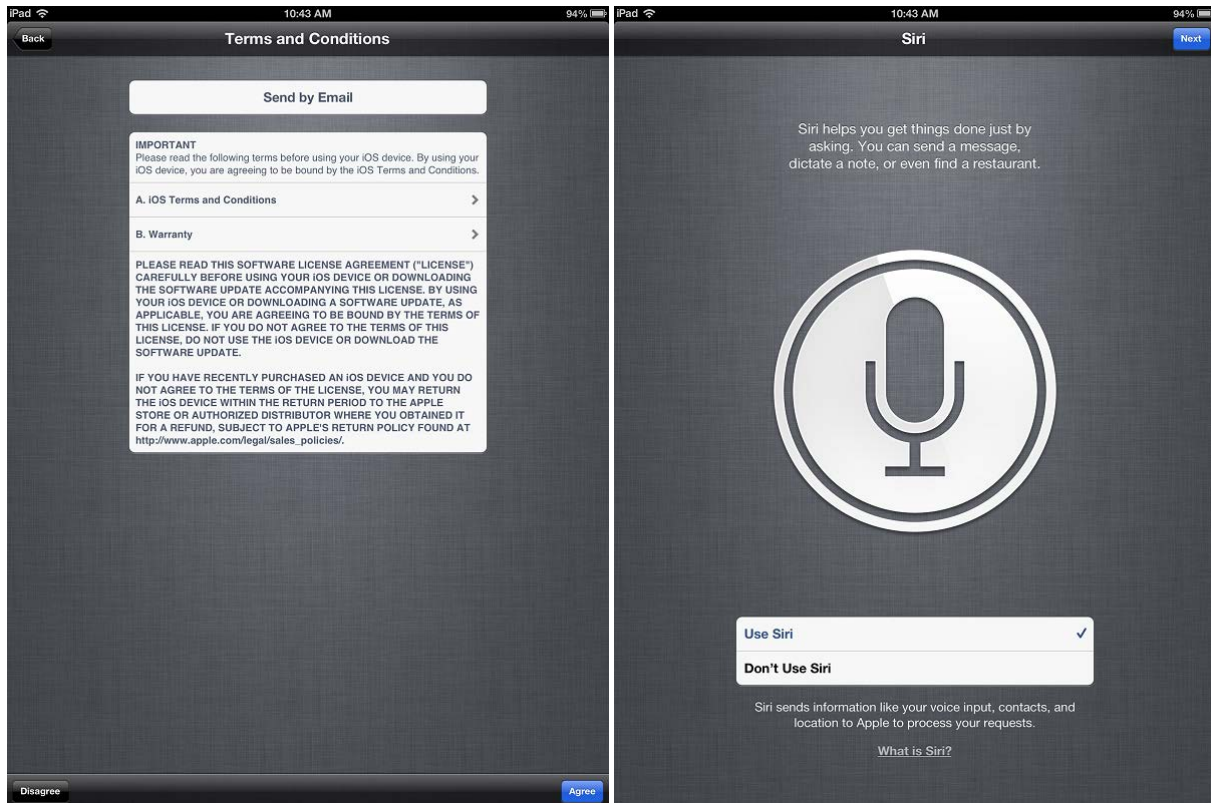 iPad 10:43 AM 94%
Back Terms and Conditions
Send by Email
IMPORTANT
Please read the following terms before using your iOS device. By using your
iOS device, you are agreeing to be bound by the iOS Terms and Conditions.
A. iOS Terms and Conditions
B. Warranty
PLEASE READ THIS SOFTWARE LICENSE AGREEMENT ("LICENSE")
CAREFULLY BEFORE USING YOUR iOS DEVICE OR DOWNLOADING
THE SOFTWARE UPDATE ACCOMPANYING THIS LICENSE. BY USING
YOUR iOS DEVICE OR DOWNLOADING A SOFTWARE UPDATE, AS
APPLICABLE, YOU ARE AGREEING TO BE BOUND BY THE TERMS OF
THIS LICENSE. IF YOU DO NOT AGREE TO THE TERMS OF THIS
LICENSE, DO NOT USE THE iOS DEVICE OR DOWNLOAD THE
SOFTWARE UPDATE.
IF YOU HAVE RECENTLY PURCHASED AN iOS DEVICE AND YOU DO
NOT AGREE TO THE TERMS OF THE LICENSE, YOU MAY RETURN
THE iOS DEVICE WITHIN THE RETURN PERIOD TO THE APPLE
STORE OR AUTHORIZED DISTRIBUTOR WHERE YOU OBTAINED IT
FOR A REFUND, SUBJECT TO APPLE'S RETURN POLICY FOUND AT
http://www.apple.com/legal/sales_policies/.
Disagree Agree
iPad 10:43 AM 94%
Siri Next
Siri helps you get things done just by
asking. You can send a message,
dictate a note, or even find a restaurant.
Use Siri
Don't Use Siri
Siri sends information like your voice input, contacts, and
location to Apple to process your requests.
What is Siri?